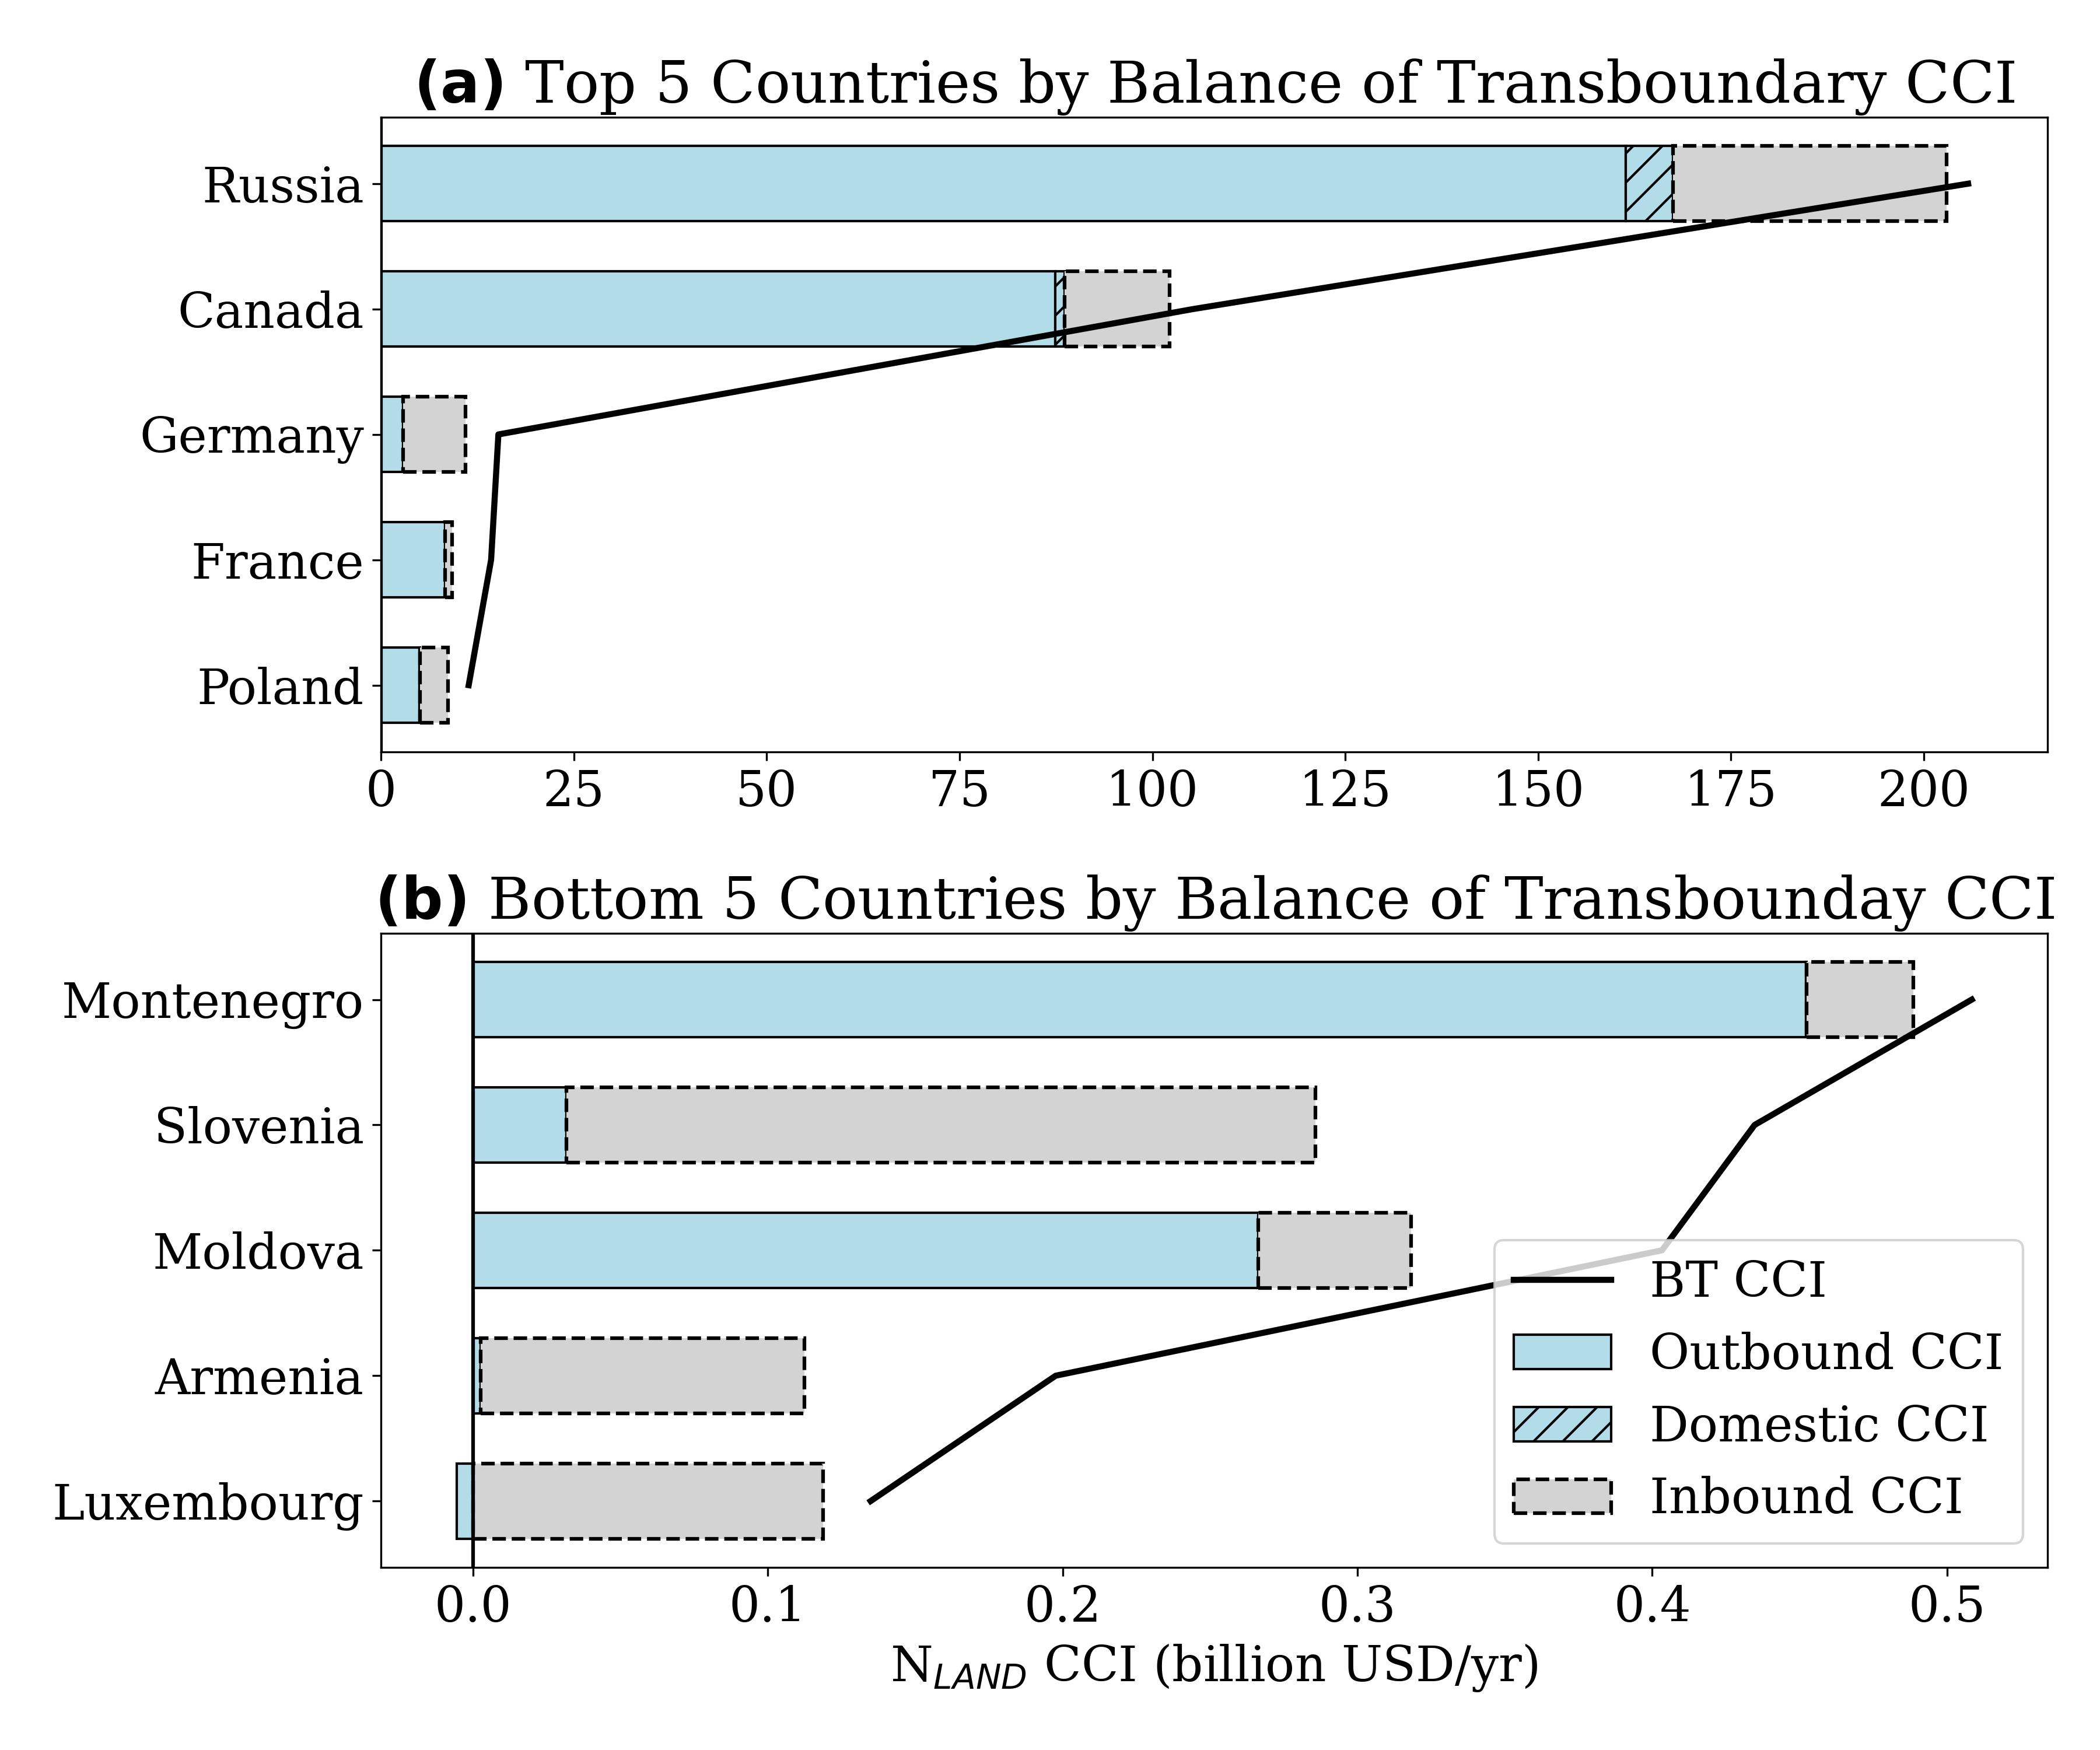 (a) Top 5 Countries by Balance of Transboundary CCI
Russia
Canada
Germany
France
Poland
0 25 50 75 100 125 150 175 200
(b) Bottom 5 Countries by Balance of Transbounday CCI
Montenegro
Slovenia
Moldova
Armenia
Luxembourg
BT CCI
Outbound CCI
Domestic CCI
Inbound CCI
0.0 0.1 0.2 0.3 0.4 0.5
N_LAND CCI (billion USD/yr)